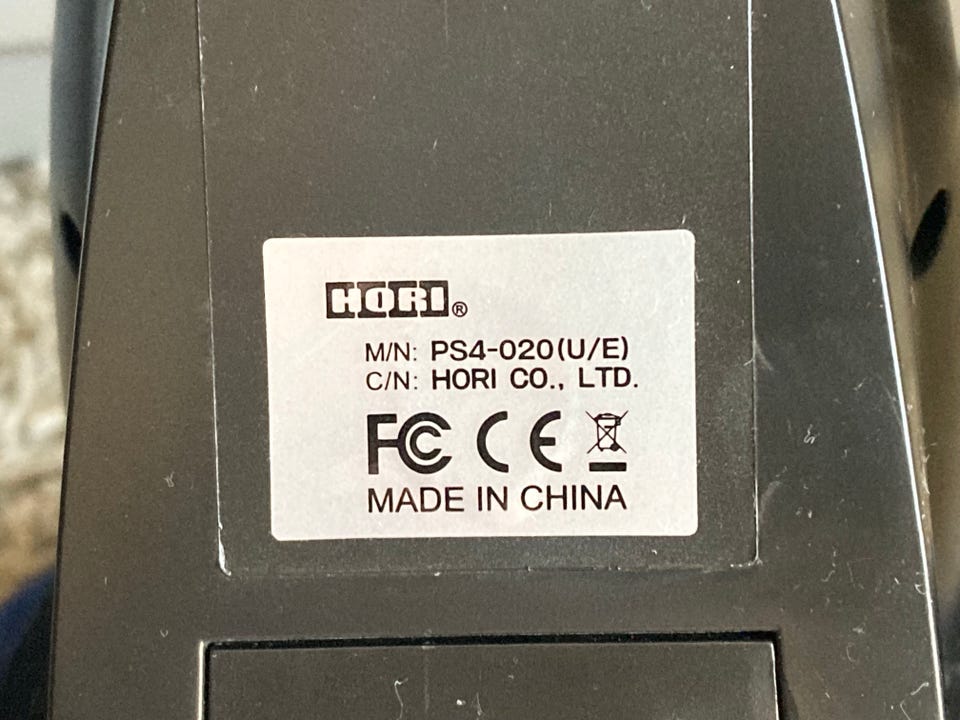 HORI®
M/N: PS4-020(U/E)
C/N: HORI CO., LTD.
FC CE
MADE IN CHINA